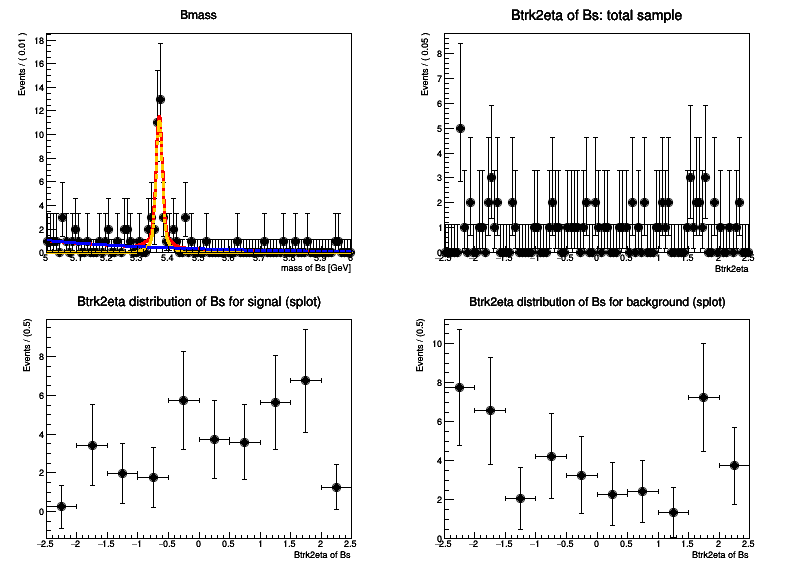 Bmass
Events / ( 0.01 )
18
16
14
12
10
8
6
4
2
0
5 5.1 5.2 5.3 5.4 5.5 5.6 5.7 5.8 5.9 6
mass of Bs [GeV]
Btrk2eta of Bs: total sample
Events / ( 0.05 )
8
7
6
5
4
3
2
1
0
−2.5 −2 −1.5 −1 −0.5 0 0.5 1 1.5 2 2.5
Btrk2eta
Btrk2eta distribution of Bs for signal (splot)
Events / (0.5)
8
6
4
2
0
−2.5 −2 −1.5 −1 −0.5 0 0.5 1 1.5 2 2.5
Btrk2eta of Bs
Btrk2eta distribution of Bs for background (splot)
Events / (0.5)
10
8
6
4
2
0
−2.5 −2 −1.5 −1 −0.5 0 0.5 1 1.5 2 2.5
Btrk2eta of Bs